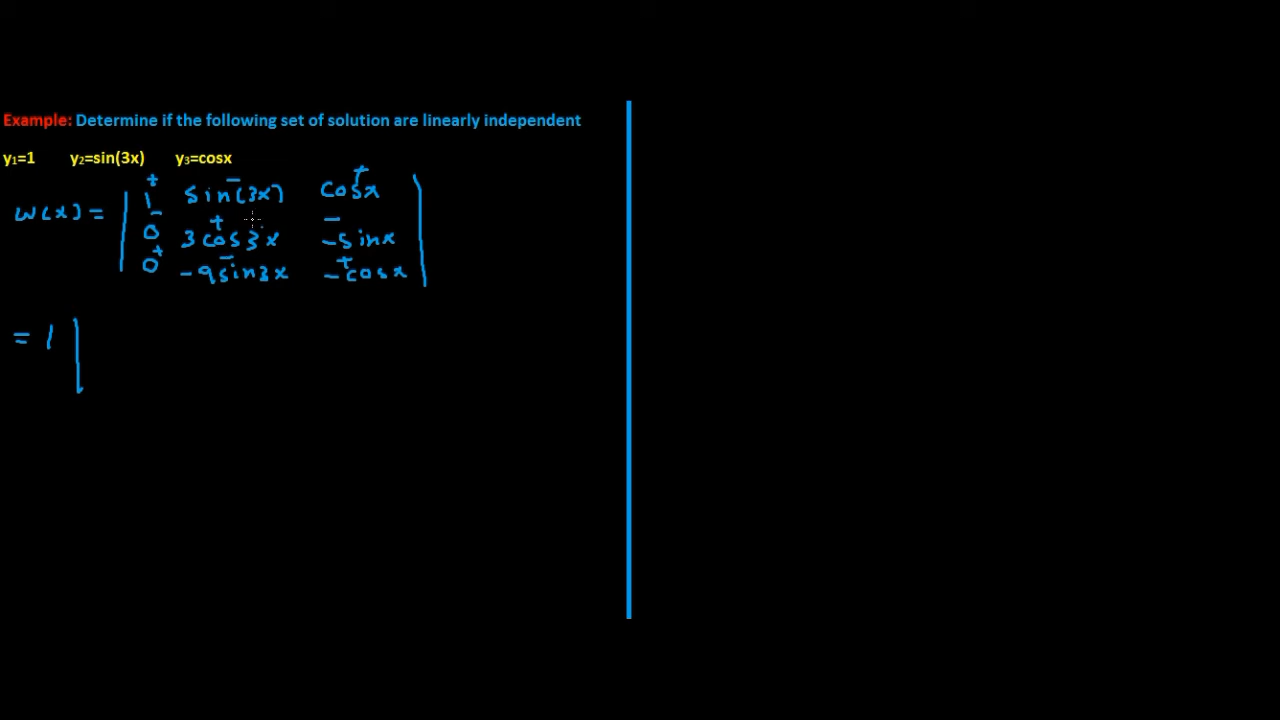 Example: Determine if the following set of solution are linearly independent
y₁=1 y₂=sin(3x) y₃=cosx
+ − +
1 sin(3x) cosx
W(x) = | |
− + −
0 3cos3x -sinx
+ − +
0 -9sin3x -cosx
= 1 |